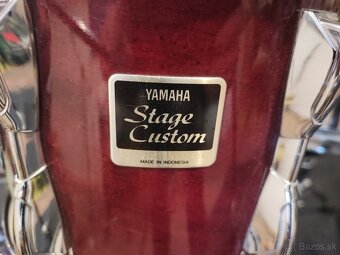 YAMAHA
Stage
Custom
MADE IN INDONESIA
Bazos.sk